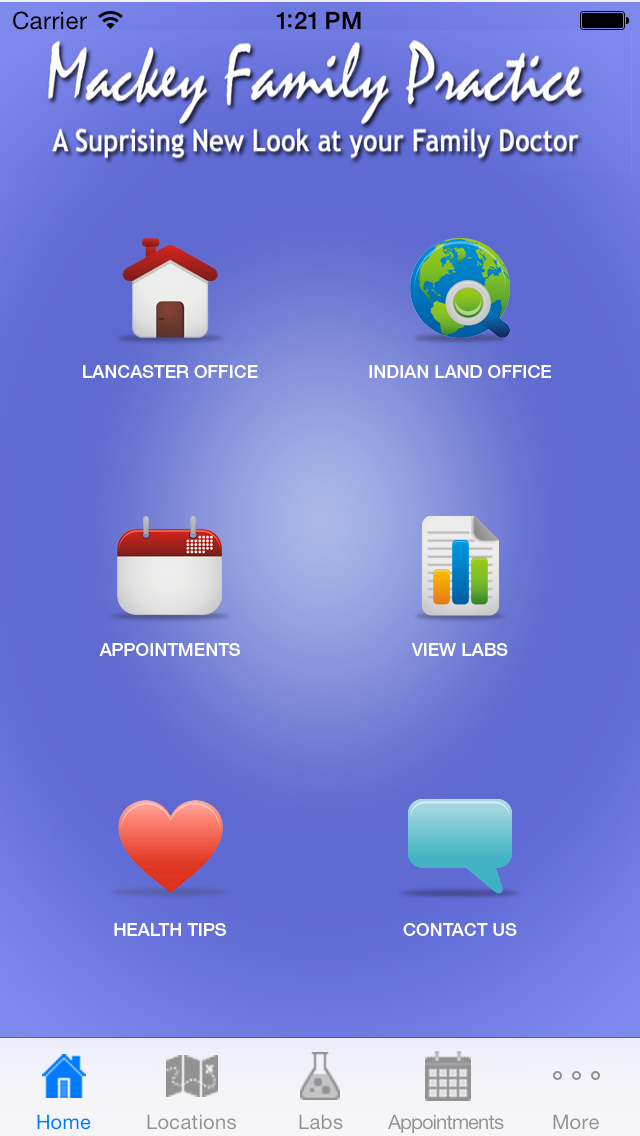 Carrier 1:21 PM
Mackey Family Practice
A Suprising New Look at your Family Doctor
LANCASTER OFFICE INDIAN LAND OFFICE
APPOINTMENTS VIEW LABS
HEALTH TIPS CONTACT US
Home Locations Labs Appointments More